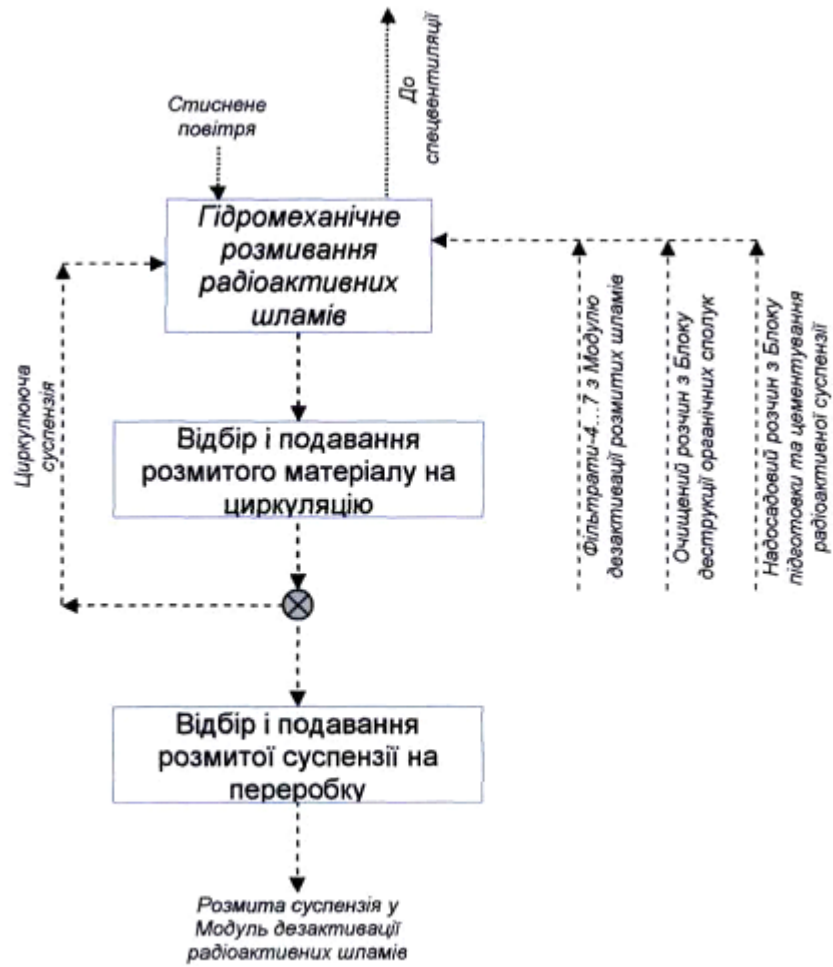 До
спецвентиляції
Стиснене
повітря
Гідромеханічне
розмивання
радіоактивних
шламів
Циркулююча
суспензія
Відбір і подавання
розмитого матеріалу на
циркуляцію
Фільтрати-4...7 з Модулю
дезактивації розмитих шламів
Очищений розчин з Блоку
деструкції органічних сполук
Надосадовий розчин з Блоку
підготовки та цементування
радіоактивної суспензії
Відбір і подавання
розмитої суспензії на
переробку
Розмита суспензія у
Модуль дезактивації
радіоактивних шламів